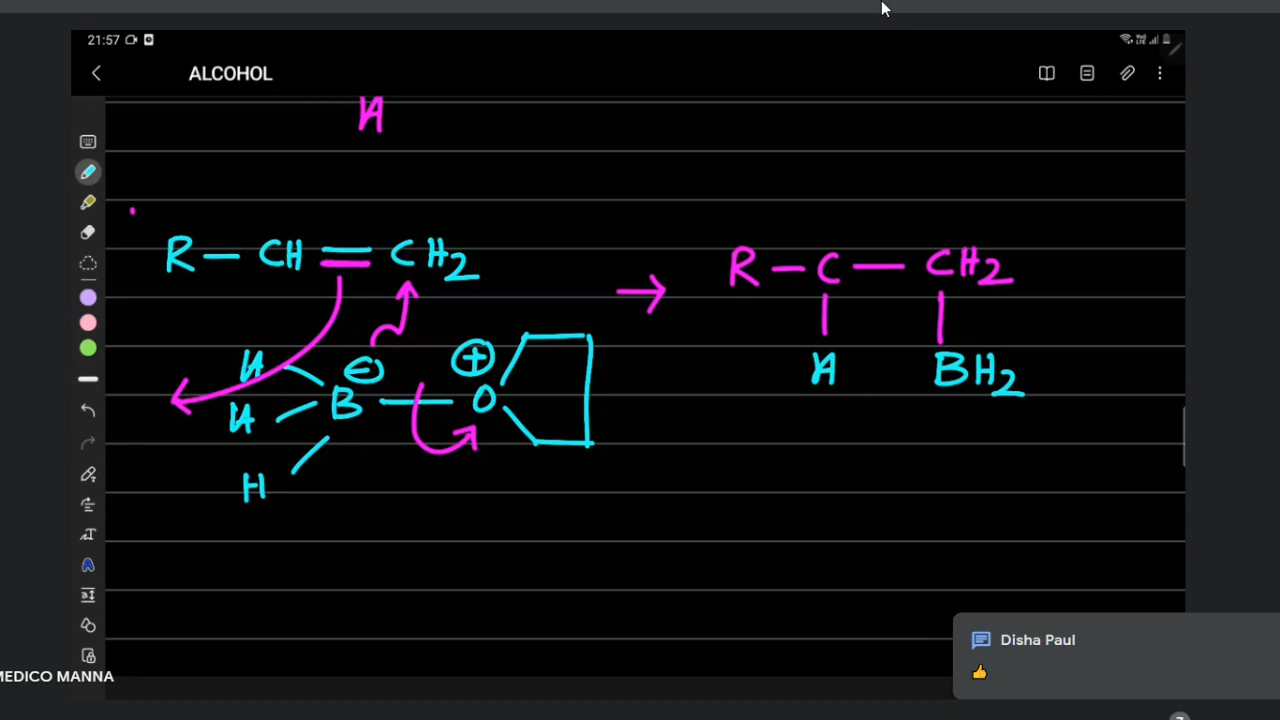 21:57
ALCOHOL
H
R — CH = CH2 → R — C — CH2
H ⊖ ⊕ H BH2
H B — O
H
Disha Paul
👍
MEDICO MANNA